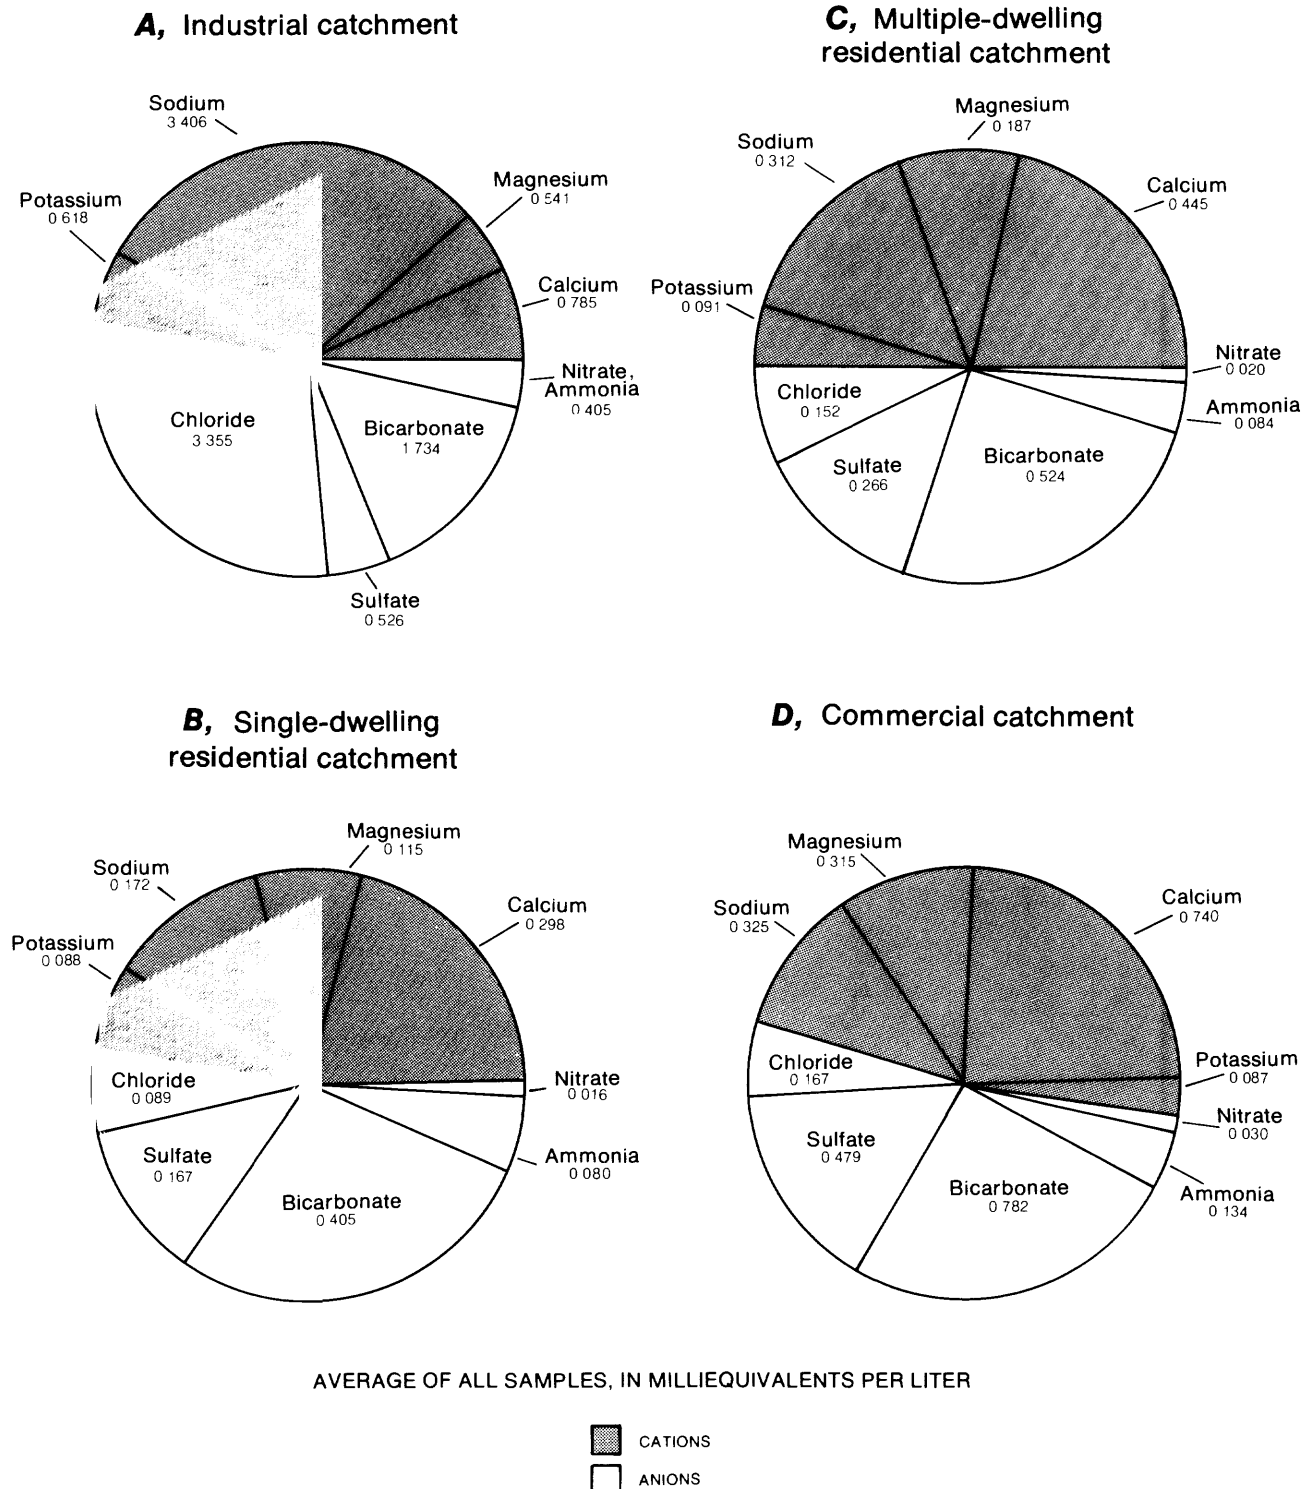 A, Industrial catchment
Sodium
3 406
Potassium
0 618
Magnesium
0 541
Calcium
0 785
Nitrate,
Ammonia
0 405
Chloride
3 355
Bicarbonate
1 734
Sulfate
0 526
C, Multiple-dwelling
residential catchment
Magnesium
0 187
Sodium
0 312
Calcium
0 445
Potassium
0 091
Nitrate
0 020
Chloride
0 152
Ammonia
0 084
Sulfate
0 266
Bicarbonate
0 524
B, Single-dwelling
residential catchment
Magnesium
0 115
Sodium
0 172
Calcium
0 298
Potassium
0 088
Chloride
0 089
Nitrate
0 016
Sulfate
0 167
Ammonia
0 080
Bicarbonate
0 405
D, Commercial catchment
Magnesium
0 315
Calcium
0 740
Sodium
0 325
Chloride
0 167
Potassium
0 087
Nitrate
0 030
Sulfate
0 479
Bicarbonate
0 782
Ammonia
0 134
AVERAGE OF ALL SAMPLES, IN MILLIEQUIVALENTS PER LITER
CATIONS
ANIONS